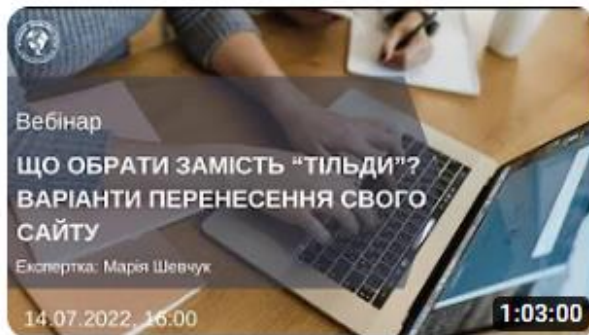 Вебінар
ЩО ОБРАТИ ЗАМІСТЬ “ТІЛЬДИ”?
ВАРІАНТИ ПЕРЕНЕСЕННЯ СВОГО
САЙТУ
Експертка: Марія Шевчук
14.07.2022, 16:00
1:03:00